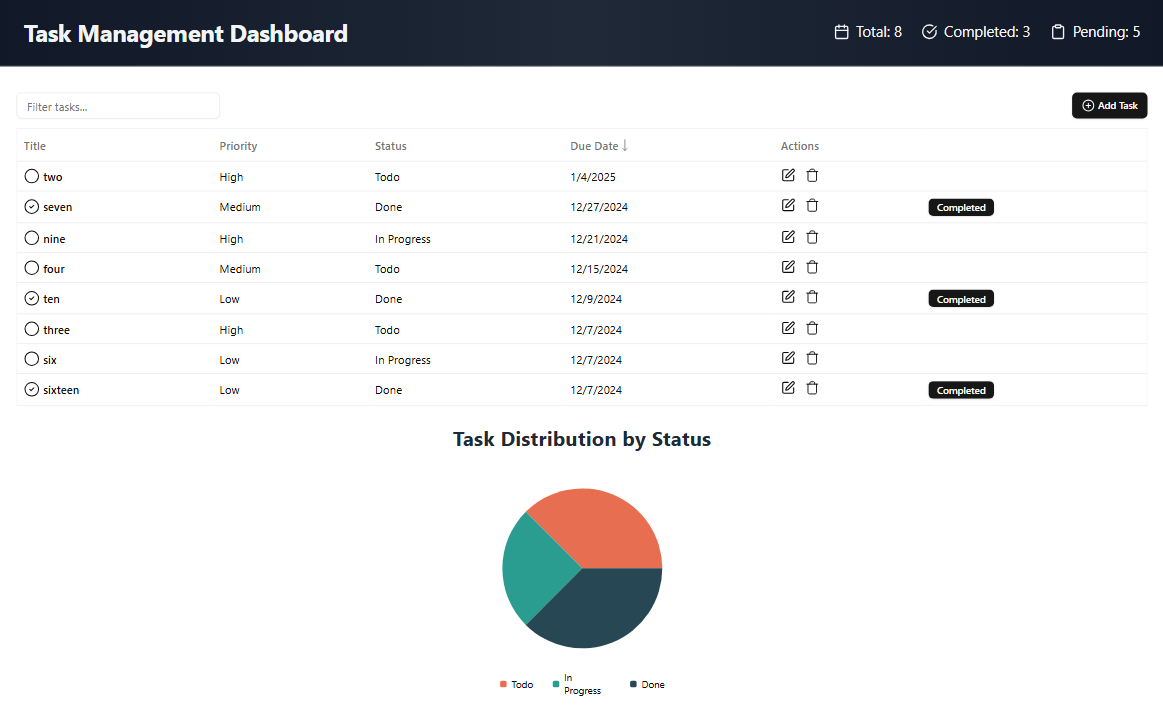 Task Management Dashboard Total: 8 Completed: 3 Pending: 5
Filter tasks... Add Task
Title Priority Status Due Date ↓ Actions
two High Todo 1/4/2025
seven Medium Done 12/27/2024 Completed
nine High In Progress 12/21/2024
four Medium Todo 12/15/2024
ten Low Done 12/9/2024 Completed
three High Todo 12/7/2024
six Low In Progress 12/7/2024
sixteen Low Done 12/7/2024 Completed
Task Distribution by Status
Todo In Progress Done